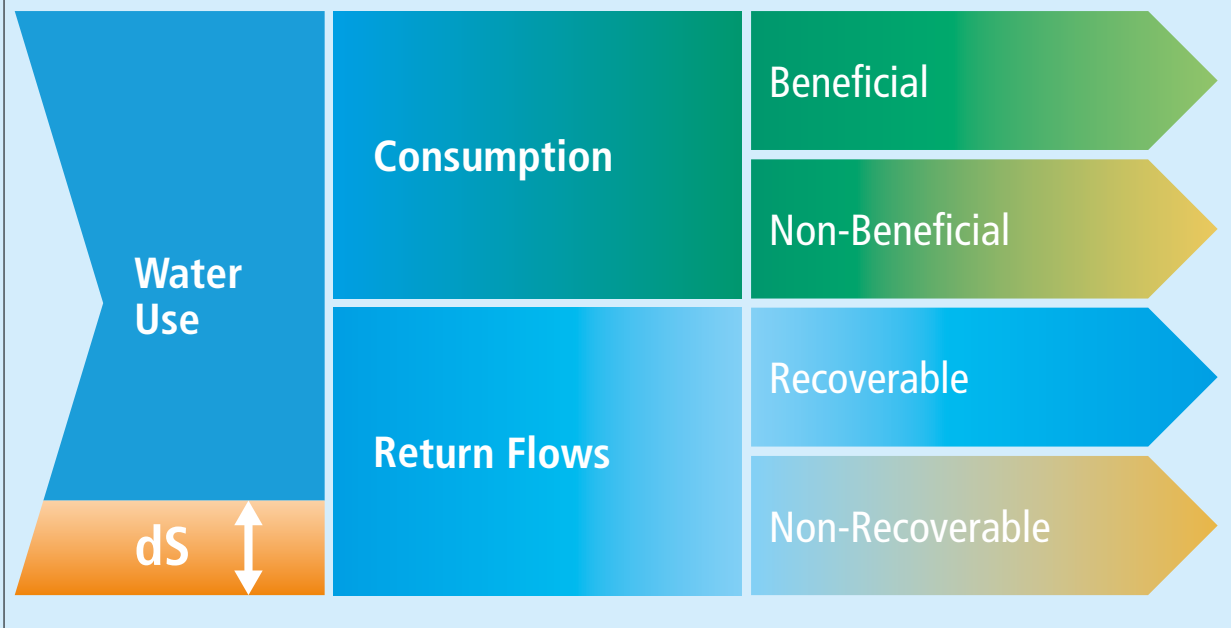 Water
Use
dS
Consumption
Return Flows
Beneficial
Non-Beneficial
Recoverable
Non-Recoverable